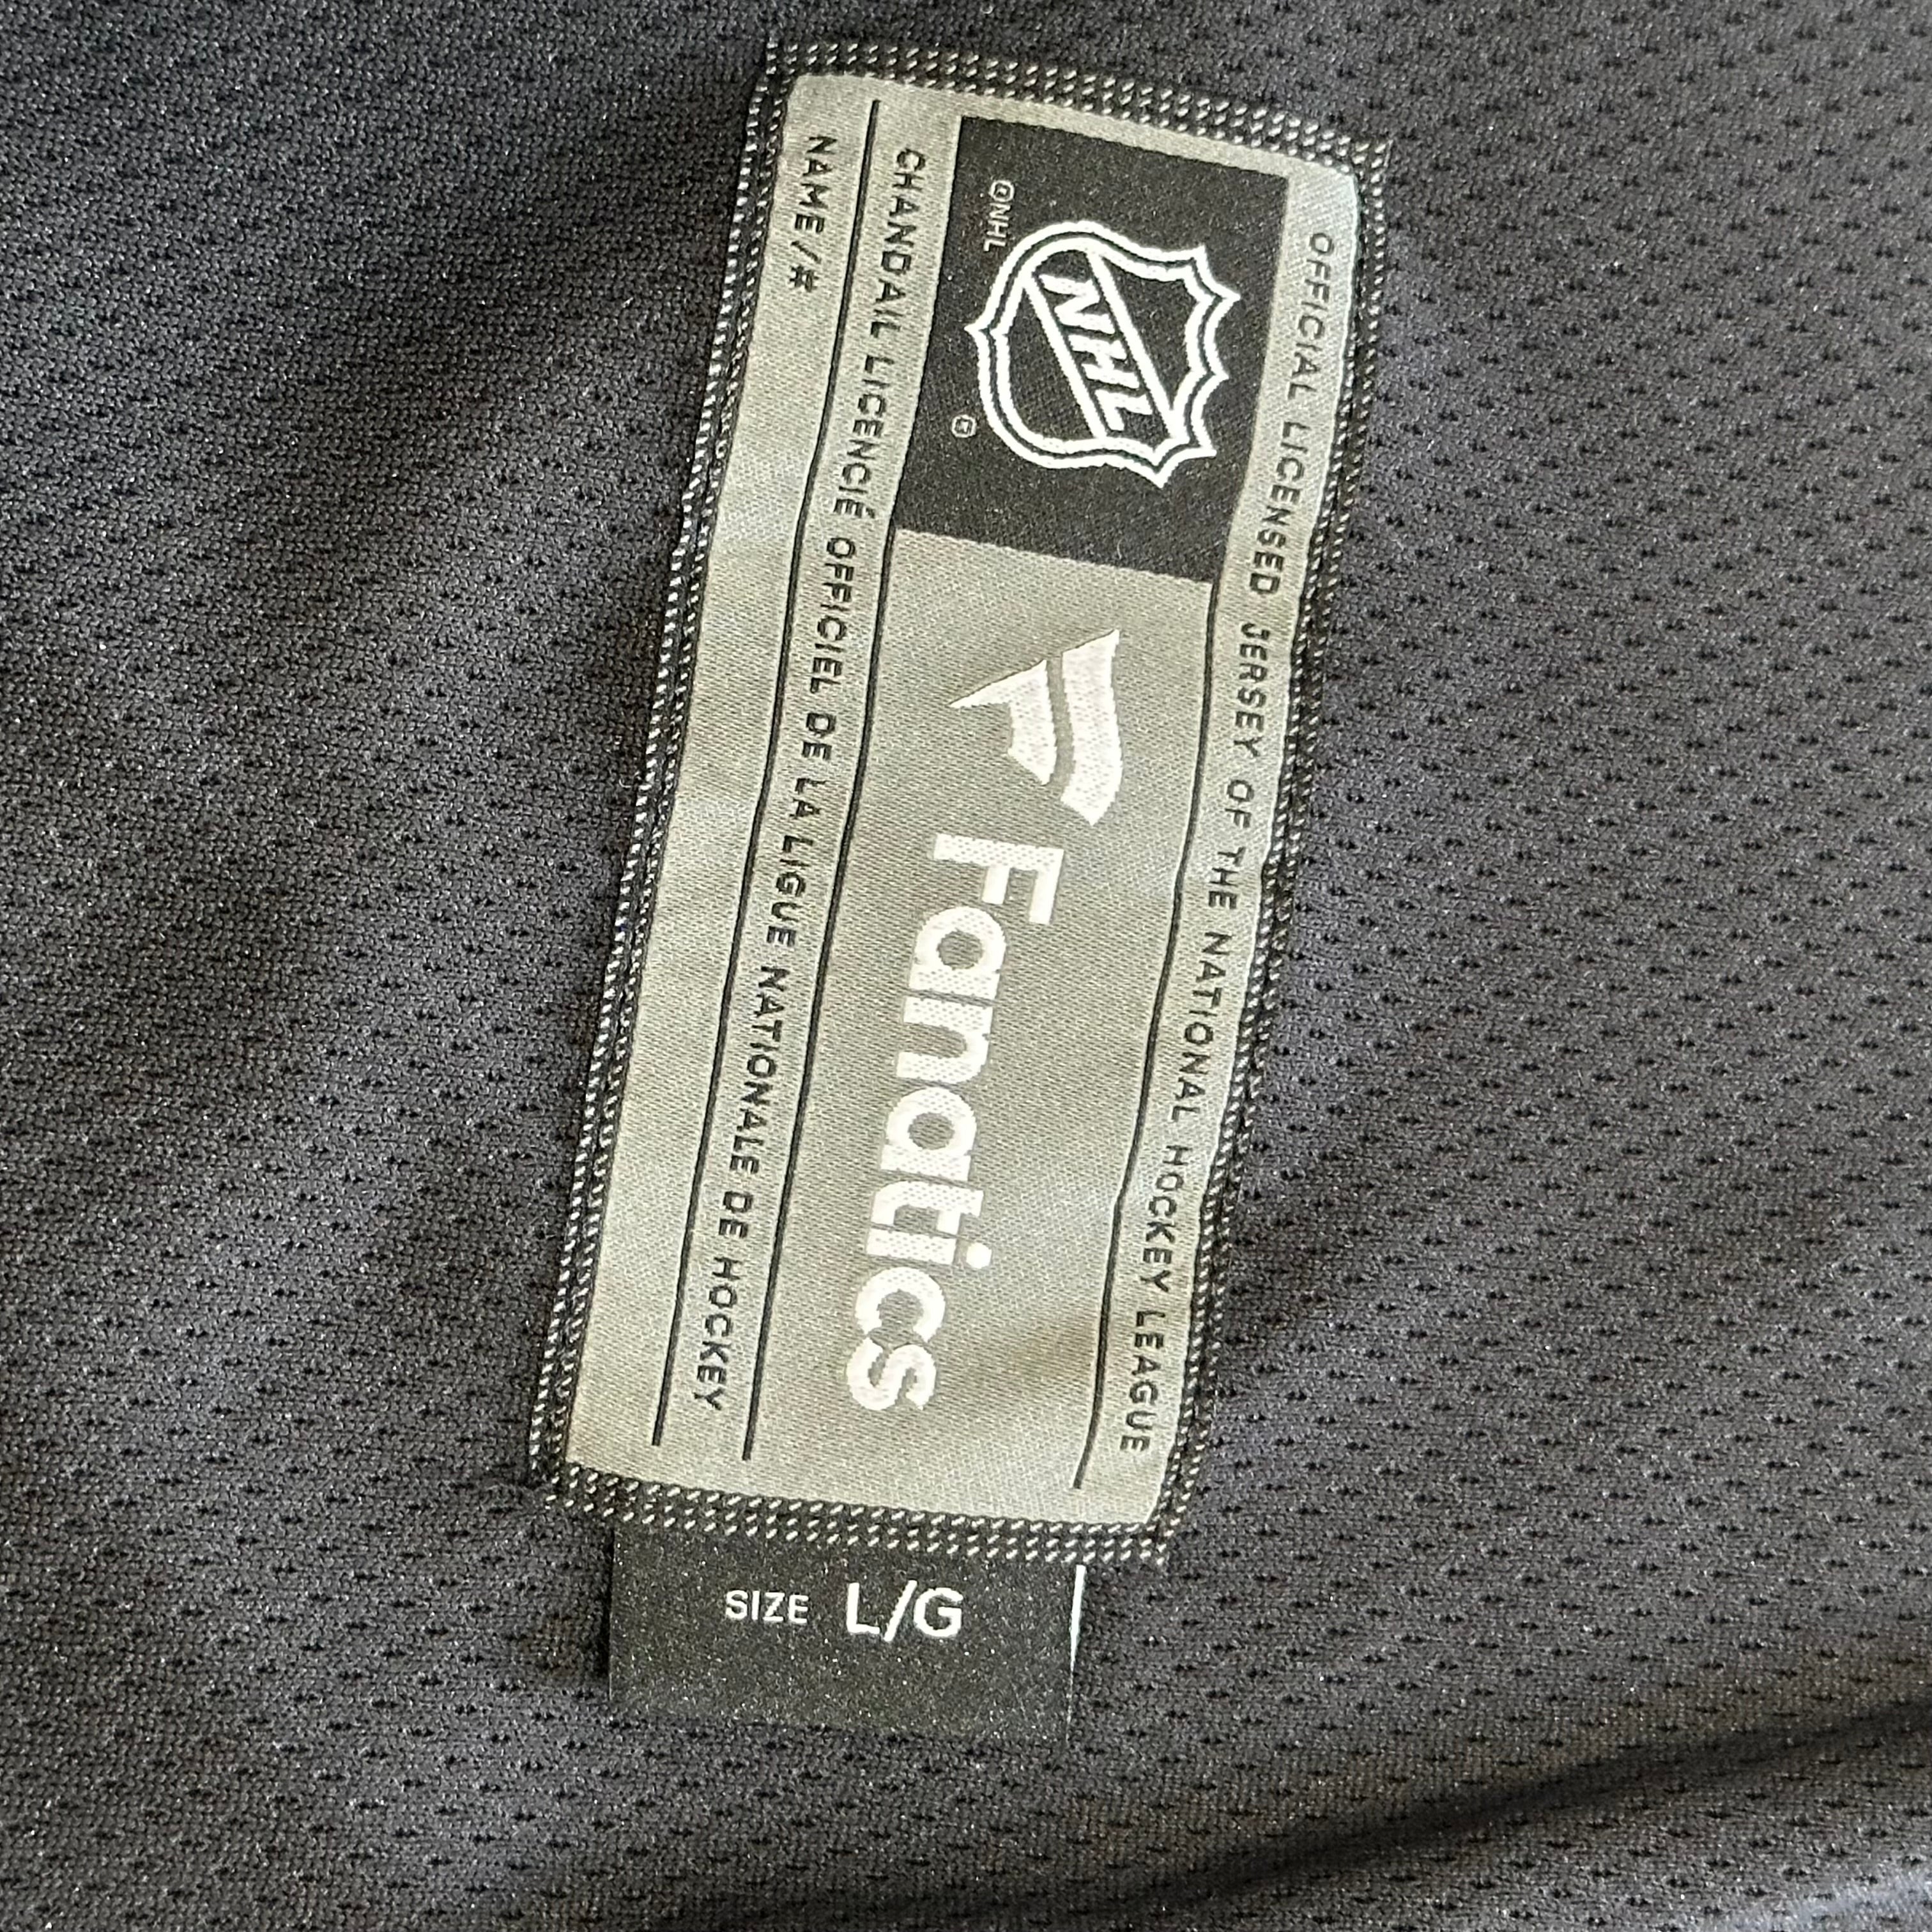 OFFICIAL LICENSED JERSEY OF THE NATIONAL HOCKEY LEAGUE
NHL
©NHL
Fanatics
CHANDAIL LICENCIÉ OFFICIEL DE LA LIGUE NATIONALE DE HOCKEY
NAME/#
SIZE L/G